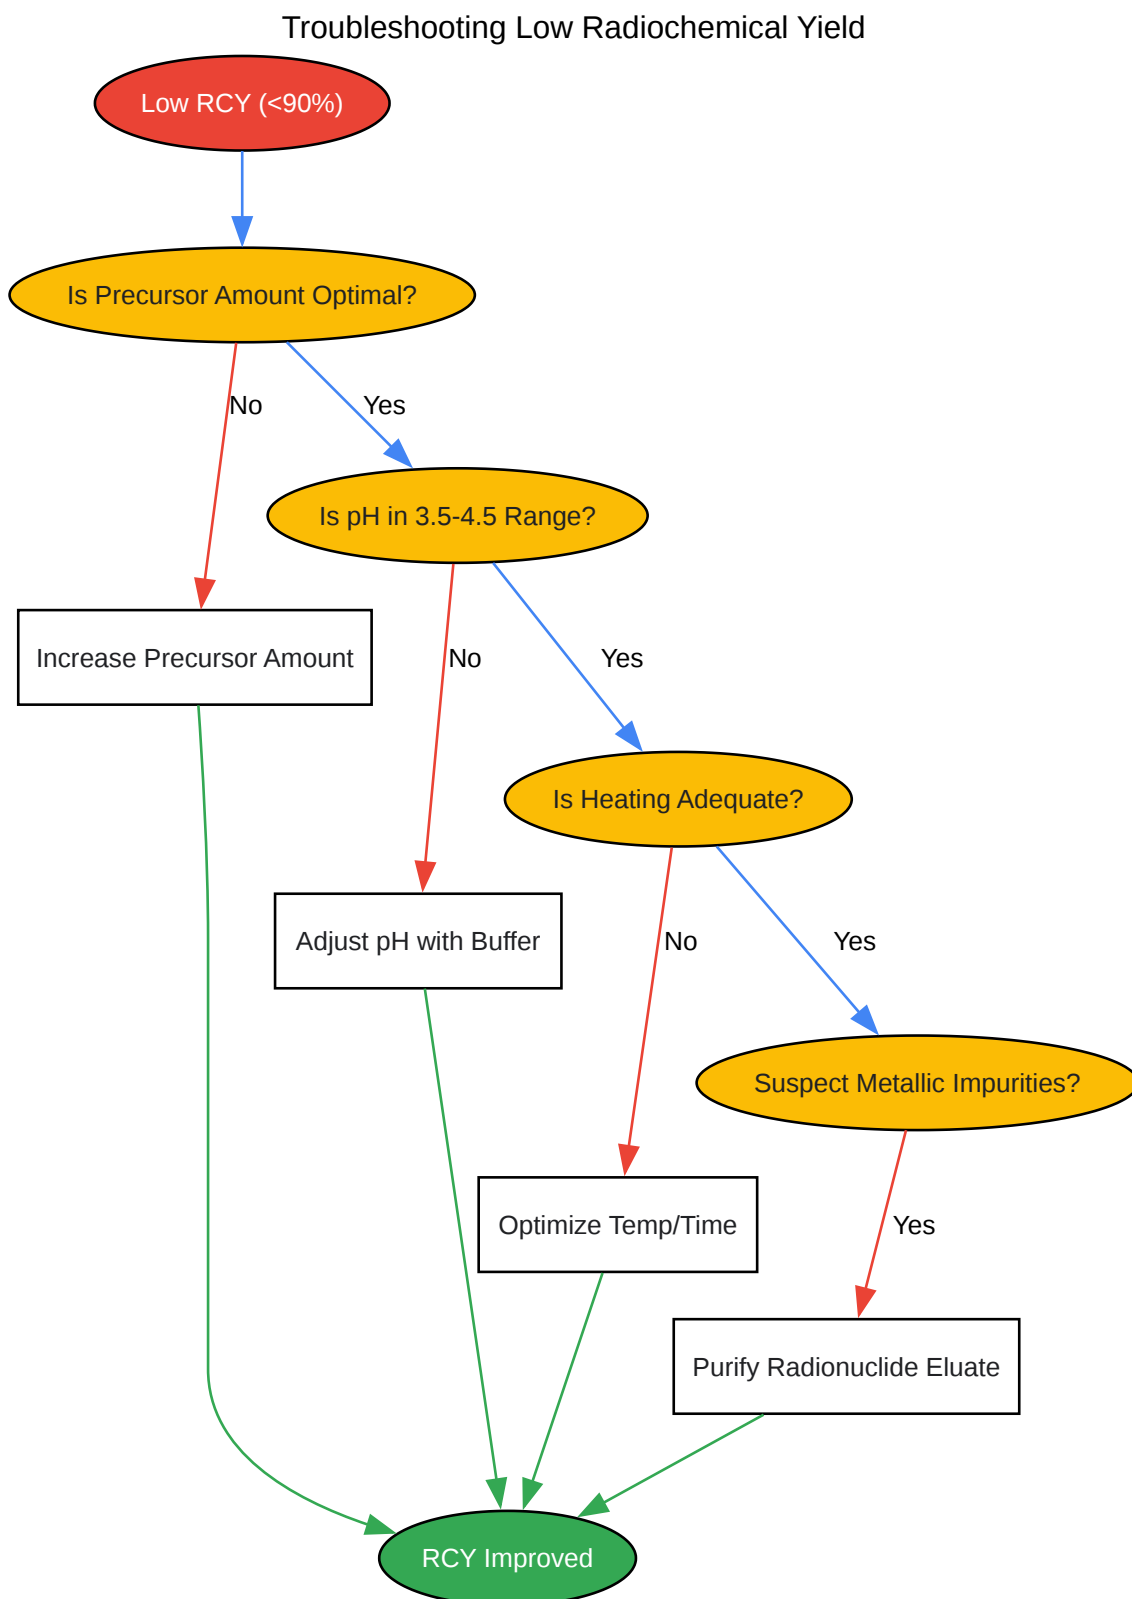 Troubleshooting Low Radiochemical Yield
Low RCY (<90%)
Is Precursor Amount Optimal?
No
Yes
Is pH in 3.5-4.5 Range?
Increase Precursor Amount
No
Yes
Is Heating Adequate?
Adjust pH with Buffer
No
Yes
Suspect Metallic Impurities?
Optimize Temp/Time
Yes
Purify Radionuclide Eluate
RCY Improved